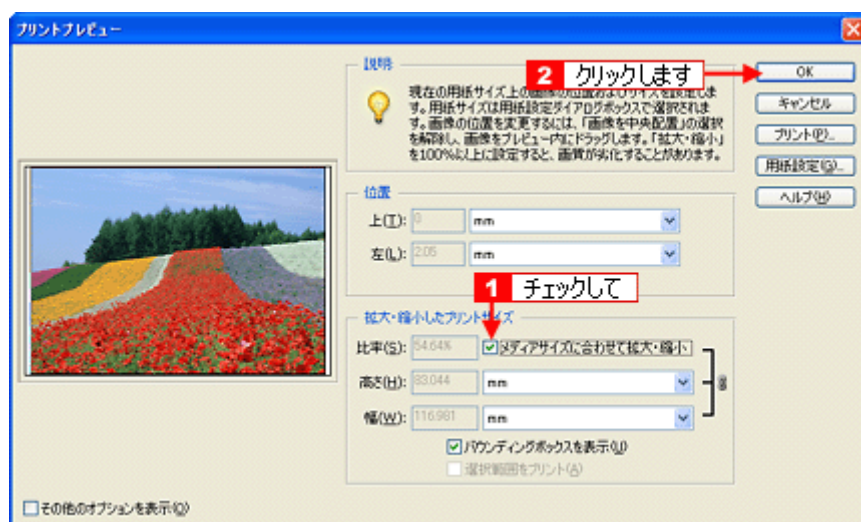 プリントプレビュー
説明
2 クリックします
OK
現在の用紙サイズ上の画像の位置およびサイズを設定しま
す。用紙サイズは用紙設定ダイアログボックスで選択されま
す。画像の位置を変更するには、「画像を中央配置」の選択
を解除し、画像をプレビュー内にドラッグします。「拡大・縮小」
を100%以上に設定すると、画質が劣化することがあります。
キャンセル
プリント(P)...
用紙設定(G)...
ヘルプ(H)
位置
上(T): 0 mm
左(L): 2.05 mm
1 チェックして
拡大・縮小したプリントサイズ
比率(S): 54.64% メディアサイズに合わせて拡大・縮小
高さ(H): 83.044 mm
幅(W): 116.981 mm
バウンディングボックスを表示(U)
選択範囲をプリント(A)
その他のオプションを表示(O)